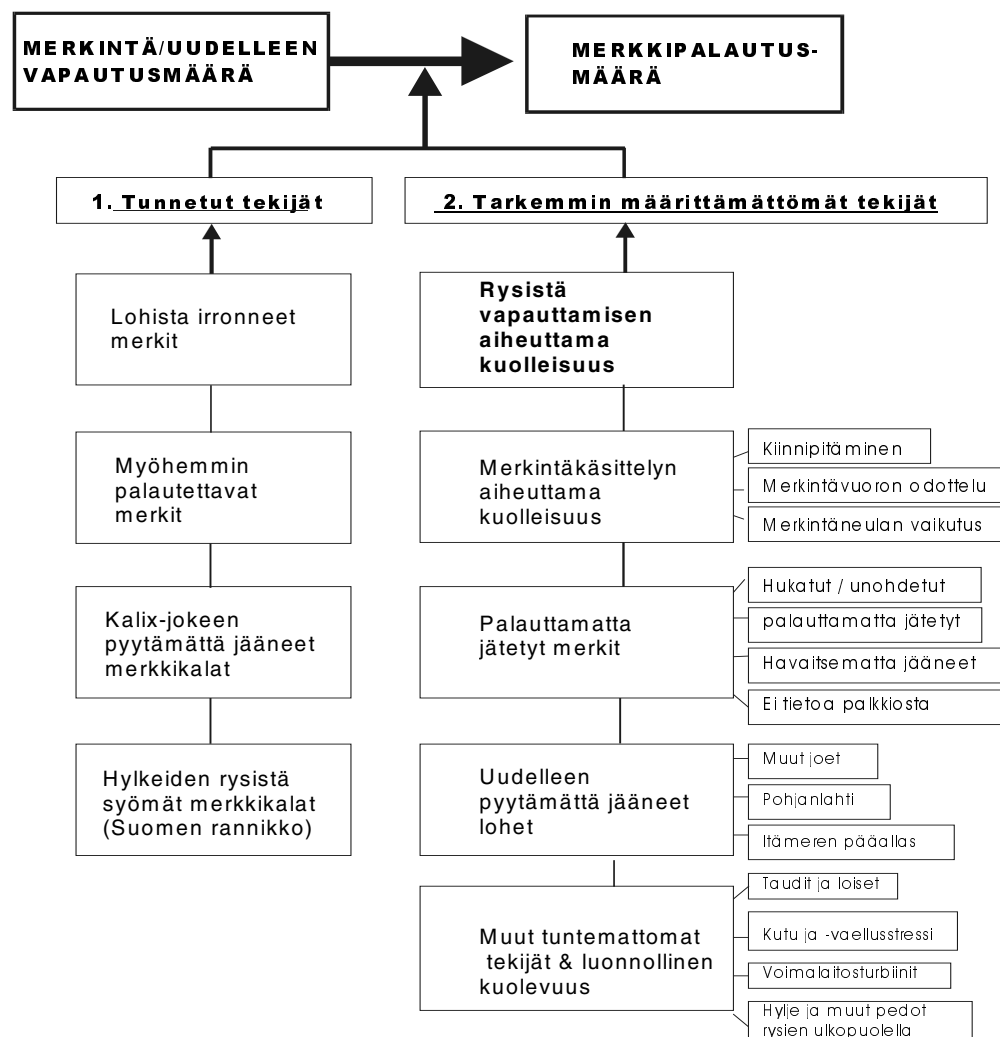 MERKINTÄ/UUDELLEEN
VAPAUTUSMÄÄRÄ
MERKKIPALAUTUS-
MÄÄRÄ
1. Tunnetut tekijät
2. Tarkemmin määrittämättömät tekijät
Lohista irronneet
merkit
Myöhemmin
palautettavat
merkit
Kalix-jokeen
pyytämättä jääneet
merkkikalat
Hylkeiden rysistä
syömät merkkikalat
(Suomen rannikko)
Rysistä
vapauttamisen
aiheuttama
kuolleisuus
Merkintäkäsittelyn
aiheuttama
kuolleisuus
Kiinnipitäminen
Merkintävuoron odottelu
Merkintäneulan vaikutus
Palauttamatta
jätetyt merkit
Hukatut / unohdetut
palauttamatta jätetyt
Havaitsematta jääneet
Ei tietoa palkkiosta
Uudelleen
pyytämättä jääneet
lohet
Muut joet
Pohjanlahti
Itämeren pääallas
Muut tuntemattomat
tekijät & luonnollinen
kuolevuus
Taudit ja loiset
Kutu ja -vaellusstressi
Voimalaitosturbiinit
Hylje ja muut pedot
rysien ulkopuolella